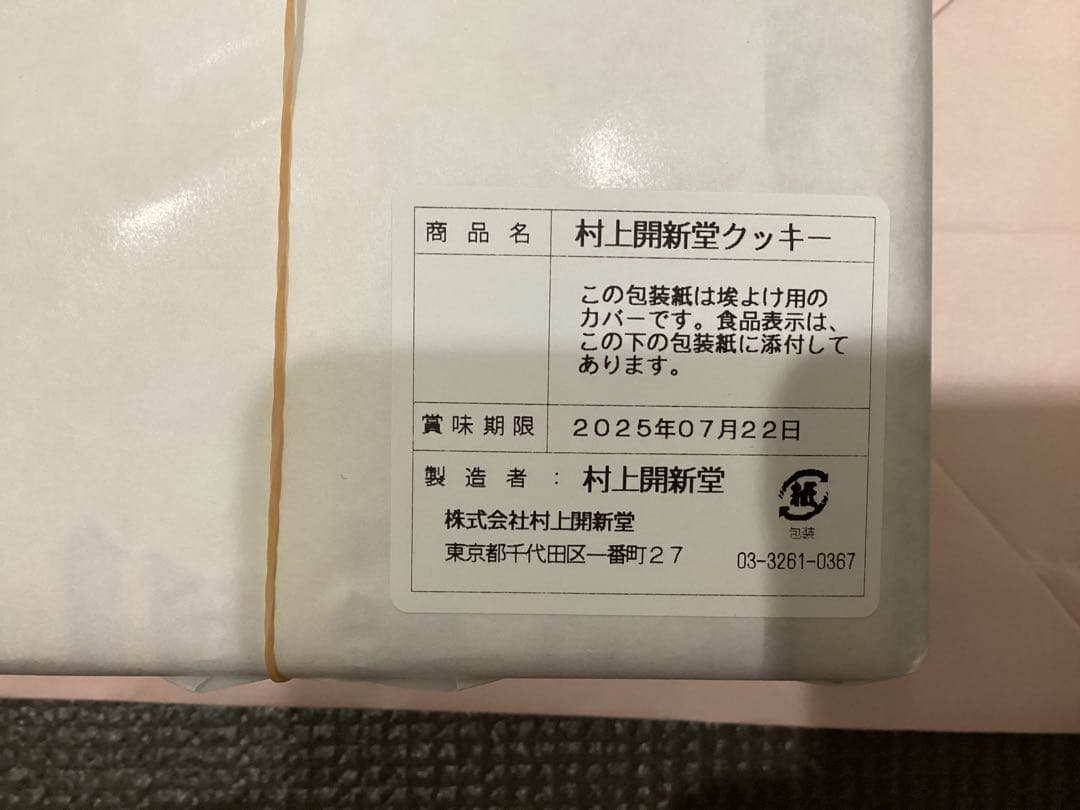 商品名 村上開新堂クッキー
この包装紙は埃よけ用の
カバーです。食品表示は、
この下の包装紙に添付して
あります。
賞味期限 2025年07月22日
製造者：村上開新堂
紙
包装
株式会社村上開新堂
東京都千代田区一番町27 03-3261-0367